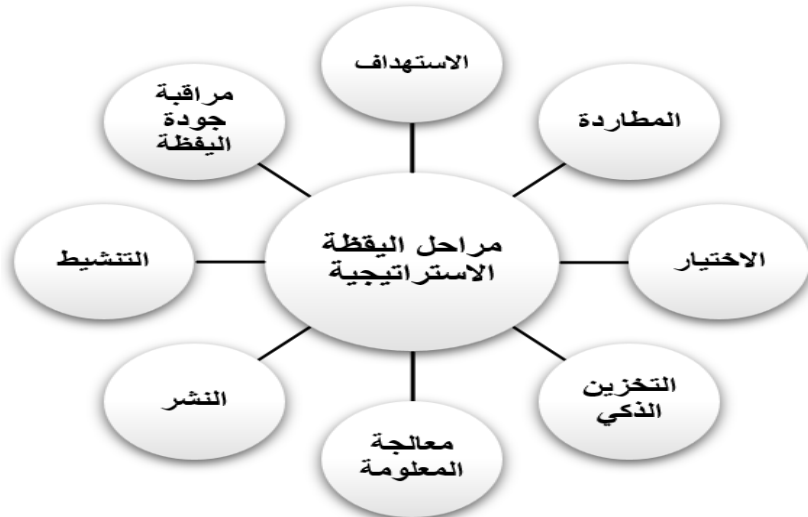 مراحل اليقظة
الاستراتيجية
الاستهداف
المطاردة
الاختيار
التخزين
الذكي
معالجة
المعلومة
النشر
التنشيط
مراقبة
جودة
اليقظة